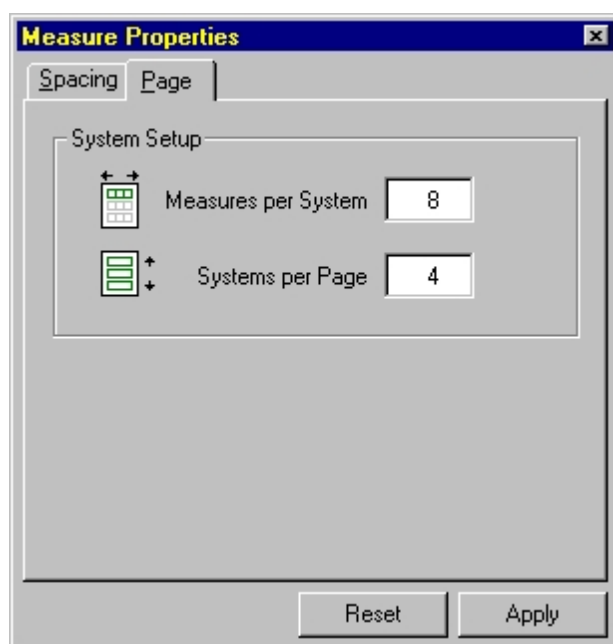 Measure Properties
Spacing Page
System Setup
Measures per System 8
Systems per Page 4
Reset Apply